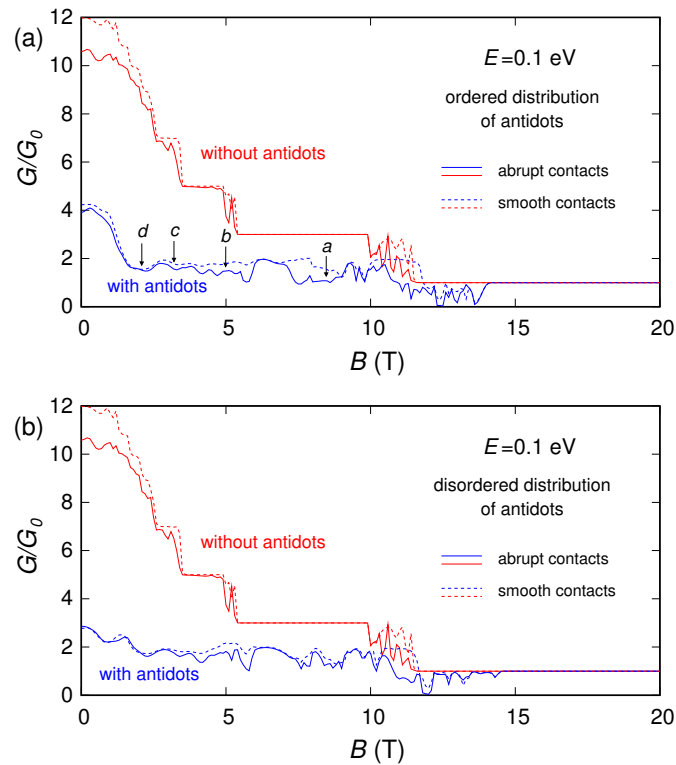 (a)
G/G0
12
10
8
6
4
2
0
E=0.1 eV
ordered distribution
of antidots
abrupt contacts
smooth contacts
without antidots
d
c
b
a
with antidots
0
5
10
15
20
B (T)
(b)
G/G0
12
10
8
6
4
2
0
E=0.1 eV
disordered distribution
of antidots
abrupt contacts
smooth contacts
without antidots
with antidots
0
5
10
15
20
B (T)